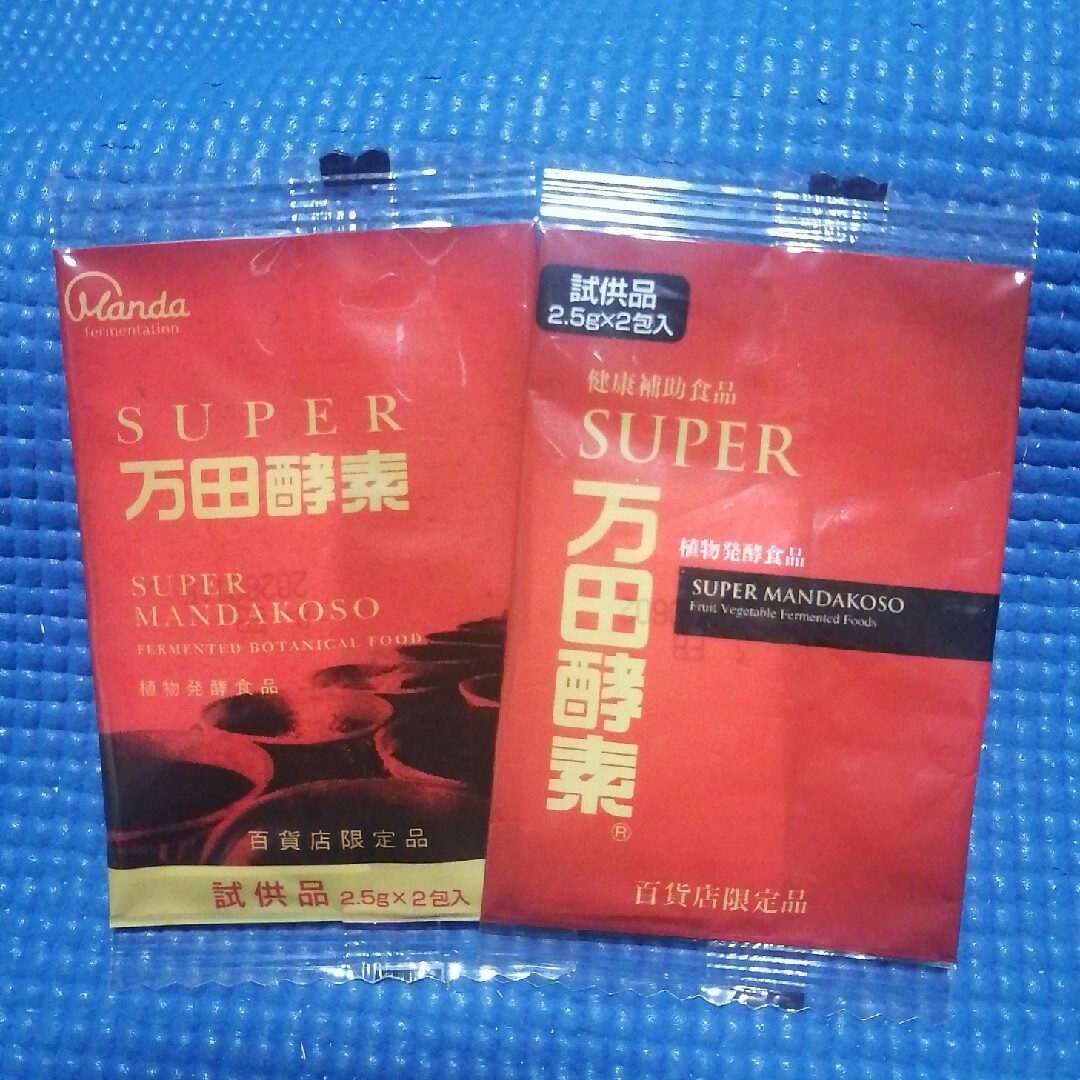 Manda
fermentation
SUPER
万田酵素
SUPER
MANDAKOSO
FERMENTED BOTANICAL FOOD
植物発酵食品
百貨店限定品
試供品 2.5g×2包入
試供品
2.5g×2包入
健康補助食品
SUPER
万田酵素®
植物発酵食品
SUPER MANDAKOSO
Fruit Vegetable Fermented Foods
百貨店限定品